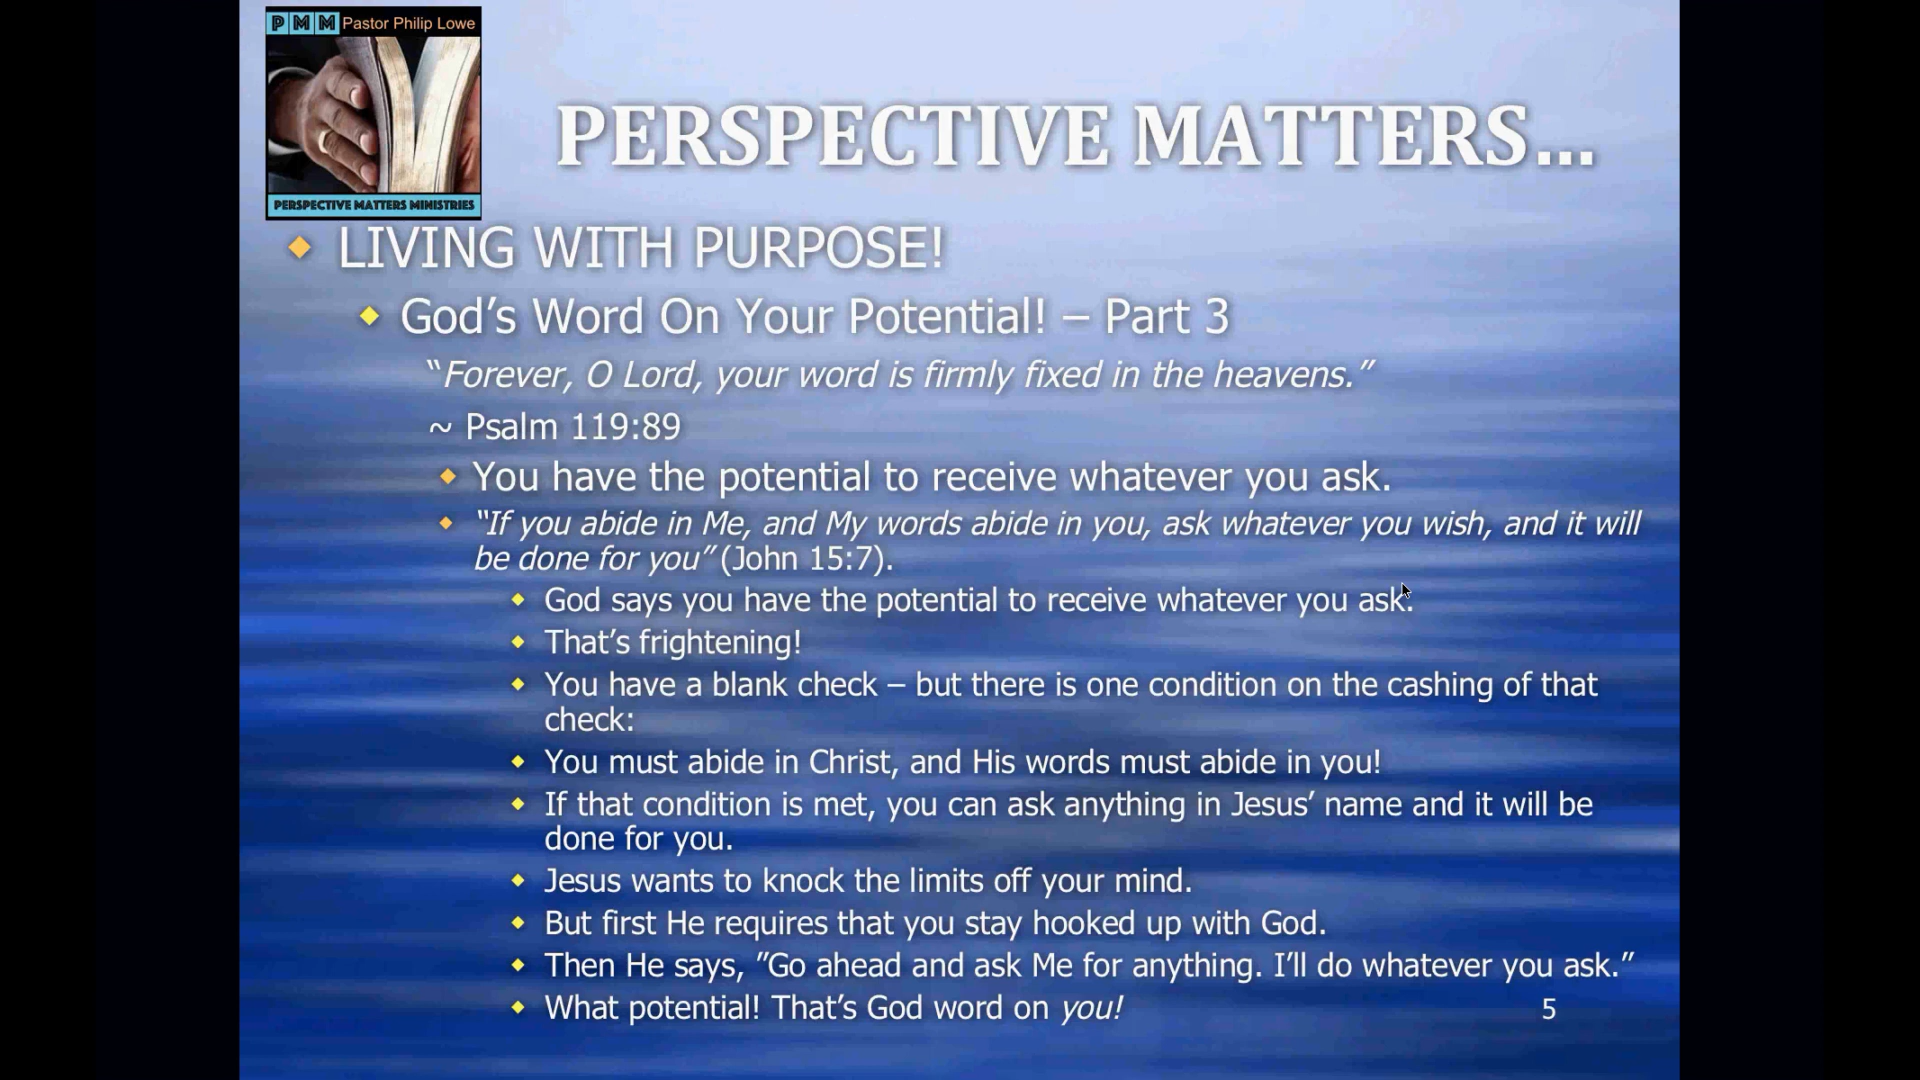 PMM Pastor Philip Lowe
PERSPECTIVE MATTERS MINISTRIES
PERSPECTIVE MATTERS...
LIVING WITH PURPOSE!
God’s Word On Your Potential! – Part 3
“Forever, O Lord, your word is firmly fixed in the heavens.”
~ Psalm 119:89
You have the potential to receive whatever you ask.
“If you abide in Me, and My words abide in you, ask whatever you wish, and it will
be done for you” (John 15:7).
God says you have the potential to receive whatever you ask.
That’s frightening!
You have a blank check – but there is one condition on the cashing of that
check:
You must abide in Christ, and His words must abide in you!
If that condition is met, you can ask anything in Jesus’ name and it will be
done for you.
Jesus wants to knock the limits off your mind.
But first He requires that you stay hooked up with God.
Then He says, ”Go ahead and ask Me for anything. I’ll do whatever you ask.”
What potential! That’s God word on you!
5